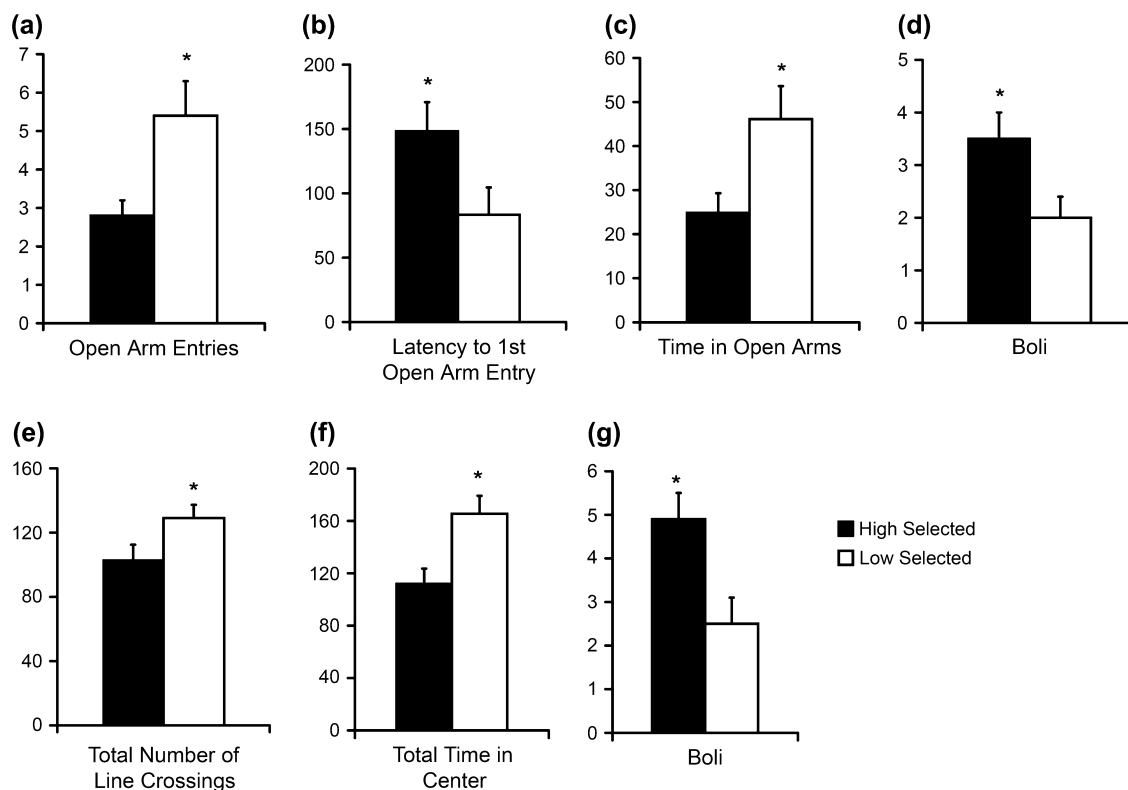 (a)
7
6
5
4
3
2
1
0
*
Open Arm Entries
(b)
200
150
100
50
0
*
Latency to 1st
Open Arm Entry
(c)
60
50
40
30
20
10
0
*
Time in Open Arms
(d)
5
4
3
2
1
0
*
Boli
(e)
160
120
80
40
0
*
Total Number of
Line Crossings
(f)
200
160
120
80
40
0
*
Total Time in
Center
(g)
6
5
4
3
2
1
0
*
Boli
High Selected
Low Selected